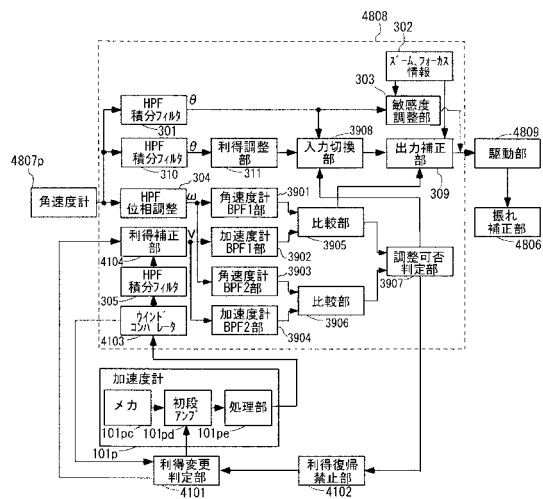 4808
302
ズーム、フォーカス
情報
303
敏感度
調整部
HPF
積分フィルタ
301
θ
HPF
積分フィルタ
310
θ
利得調整
部
311
入力切換
部
3908
出力補正
部
309
4809
駆動部
振れ
補正部
4806
4807p
角速度計
304
HPF
位相調整
ω
角速度計
BPF1部
3901
比較部
3905
利得補正
部
4104
V
加速度計
BPF1部
3902
調整可否
判定部
3907
HPF
積分フィルタ
305
角速度計
BPF2部
3903
比較部
3906
ウインド
コンパレータ
4103
加速度計
BPF2部
3904
加速度計
メカ
101pc
初段
アンプ
101pd
処理部
101pe
101p
利得変更
判定部
4101
利得復帰
禁止部
4102